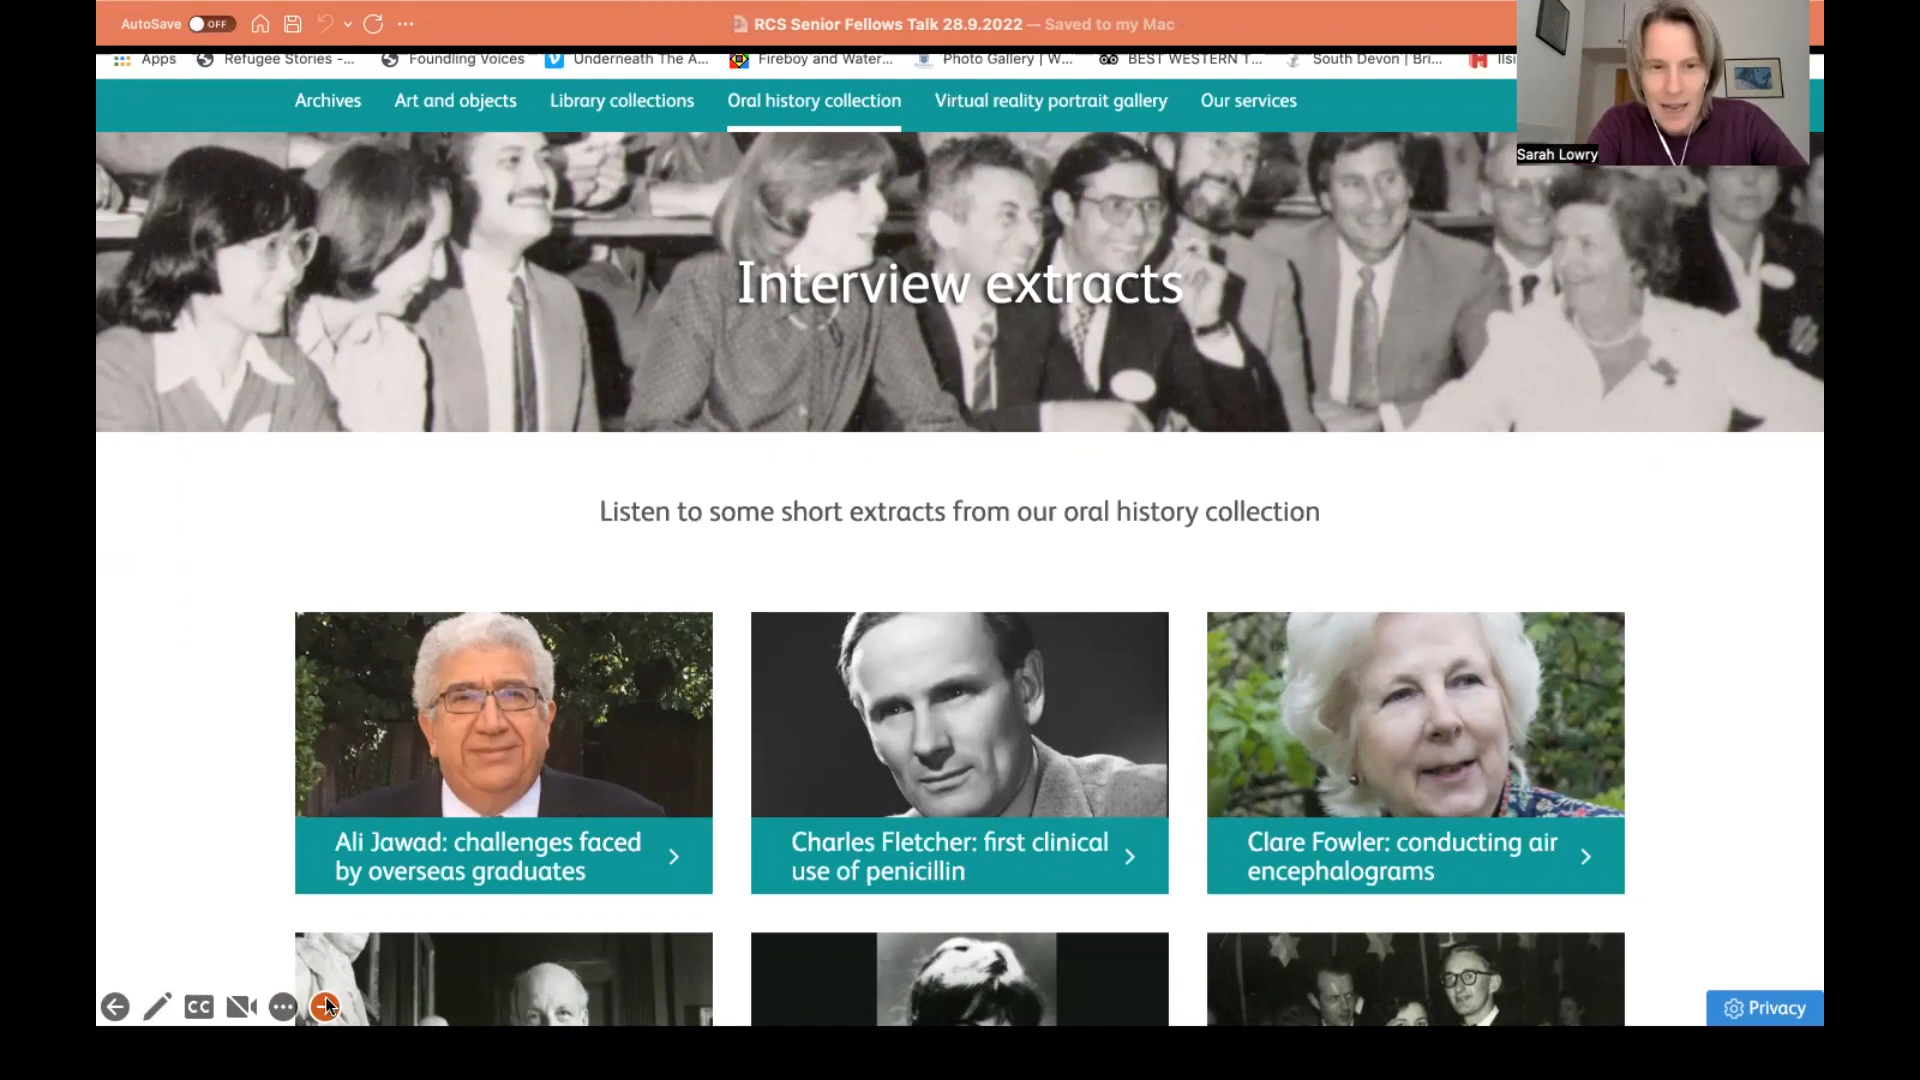 AutoSave OFF
RCS Senior Fellows Talk 28.9.2022 — Saved to my Mac
Apps Refugee Stories -... Foundling Voices Underneath The A... Fireboy and Water... Photo Gallery | W... BEST WESTERN T... South Devon | Bri...
Sarah Lowry
Archives Art and objects Library collections Oral history collection Virtual reality portrait gallery Our services
Interview extracts
Listen to some short extracts from our oral history collection
Ali Jawad: challenges faced
by overseas graduates
Charles Fletcher: first clinical
use of penicillin
Clare Fowler: conducting air
encephalograms
CC
Privacy